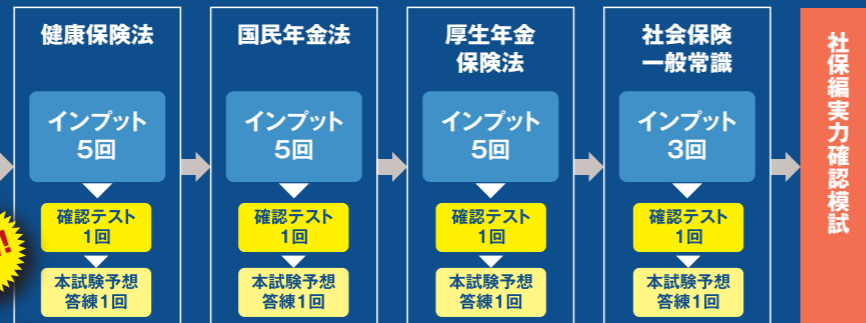 健康保険法
インプット
5回
確認テスト
1回
本試験予想
答練1回
国民年金法
インプット
5回
確認テスト
1回
本試験予想
答練1回
厚生年金
保険法
インプット
5回
確認テスト
1回
本試験予想
答練1回
社会保険
一般常識
インプット
3回
確認テスト
1回
本試験予想
答練1回
社保編実力確認模試